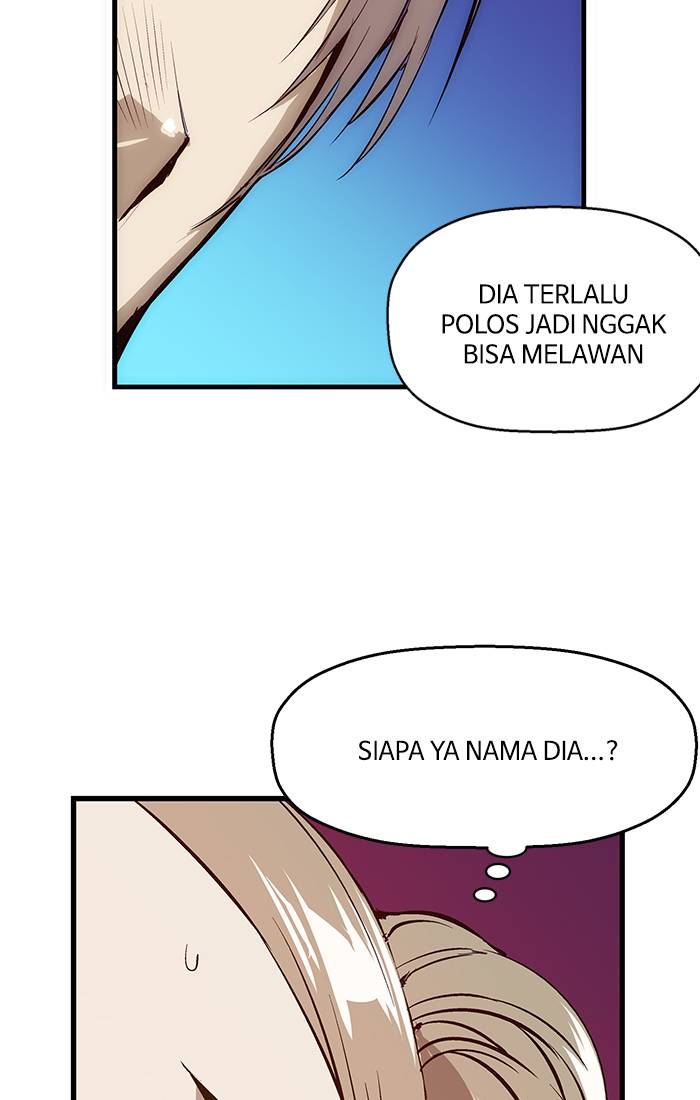 DIA TERLALU
POLOS JADI NGGAK
BISA MELAWAN
SIAPA YA NAMA DIA...?